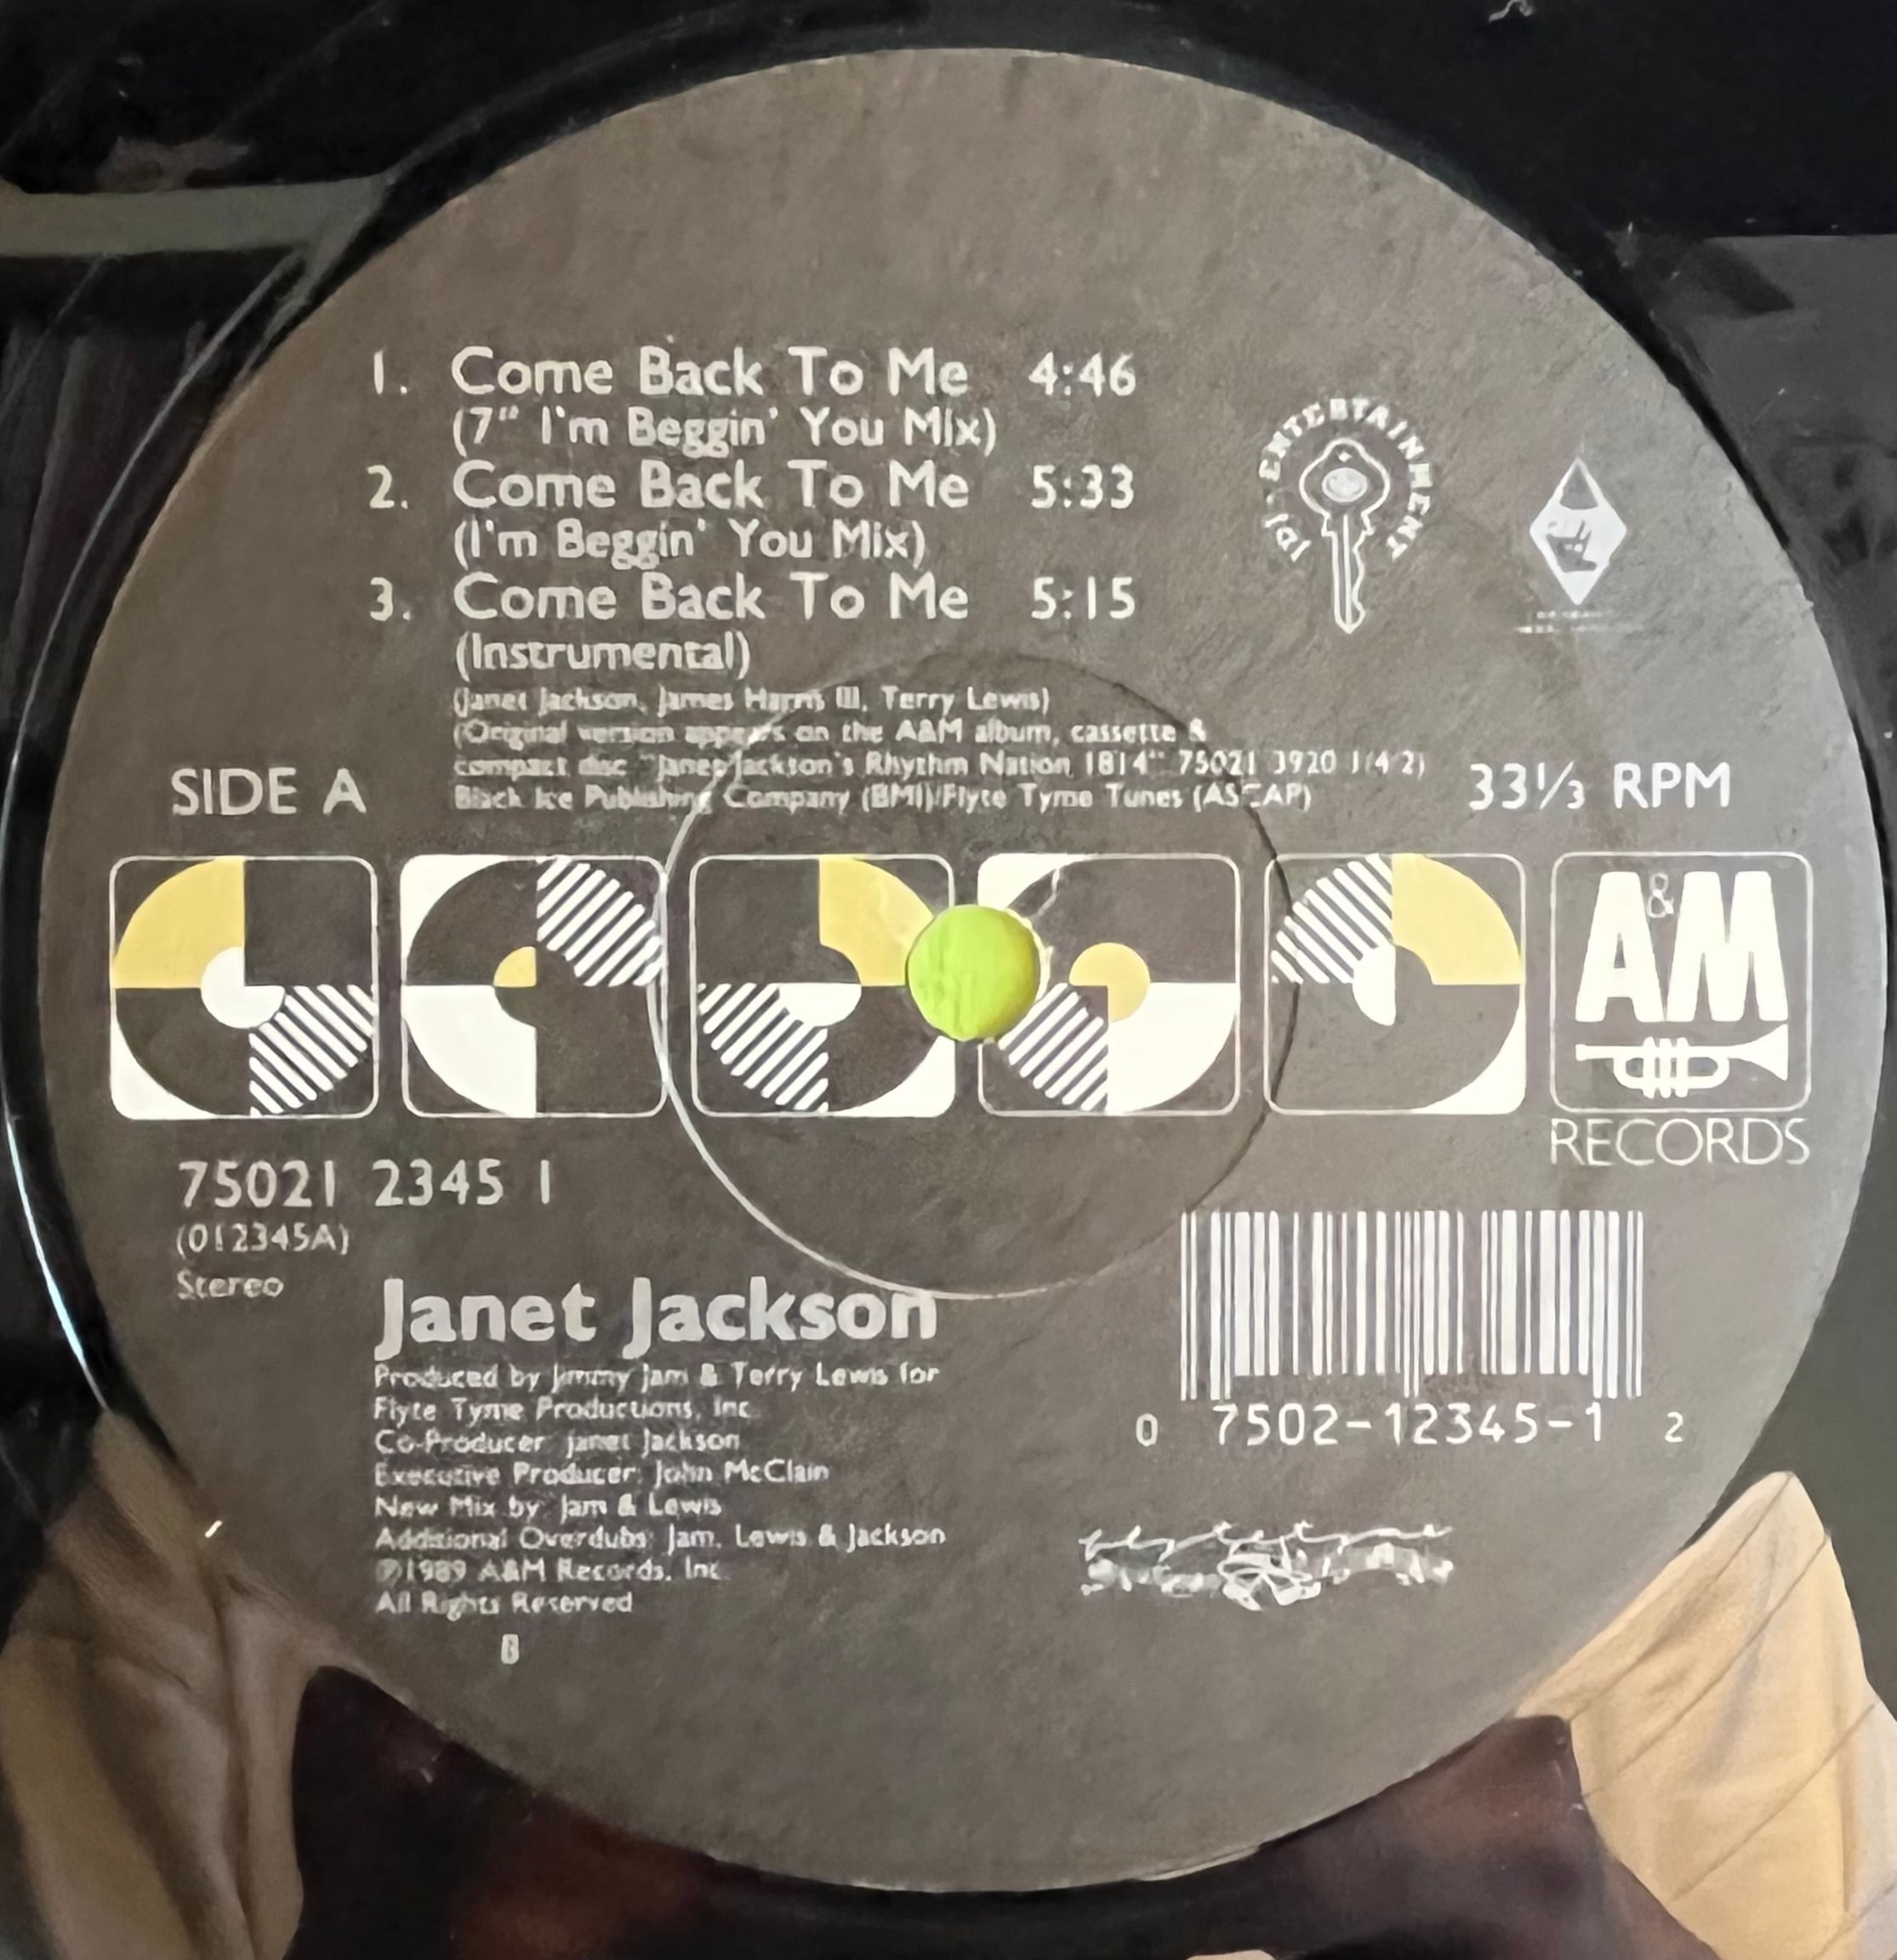 1. Come Back To Me 4:46
(7" I'm Beggin' You Mix)
2. Come Back To Me 5:33
(I'm Beggin' You Mix)
3. Come Back To Me 5:15
(Instrumental)
(Janet Jackson, James Harris III, Terry Lewis)
(Original version appears on the A&M album, cassette &
compact disc "Janet Jackson's Rhythm Nation 1814" 75021 3920 1/4/2)
Black Ice Publishing Company (BMI)/Flyte Tyme Tunes (ASCAP)
IDI · ENTERTAINMENT
SIDE A
33⅓ RPM
A&M
RECORDS
75021 2345 1
(012345A)
Stereo
Janet Jackson
Produced by Jimmy Jam & Terry Lewis for
Flyte Tyme Productions, Inc.
Co-Producer: Janet Jackson
Executive Producer: John McClain
New Mix by: Jam & Lewis
Additional Overdubs: Jam, Lewis & Jackson
℗1989 A&M Records, Inc.
All Rights Reserved
B
0 7502-12345-1 2
flyte tyme